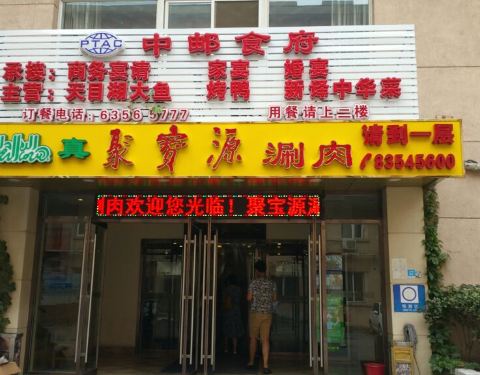 PTAC
中邮食府
承接：商务宴请 家宴 婚宴
主营：天目湖大鱼 烤鸭 新译中华菜
订餐电话：6356-5777 用餐请上二楼
真 聚寶源 涮肉 请到一层
83545600
肉欢迎您光临！聚宝源涮